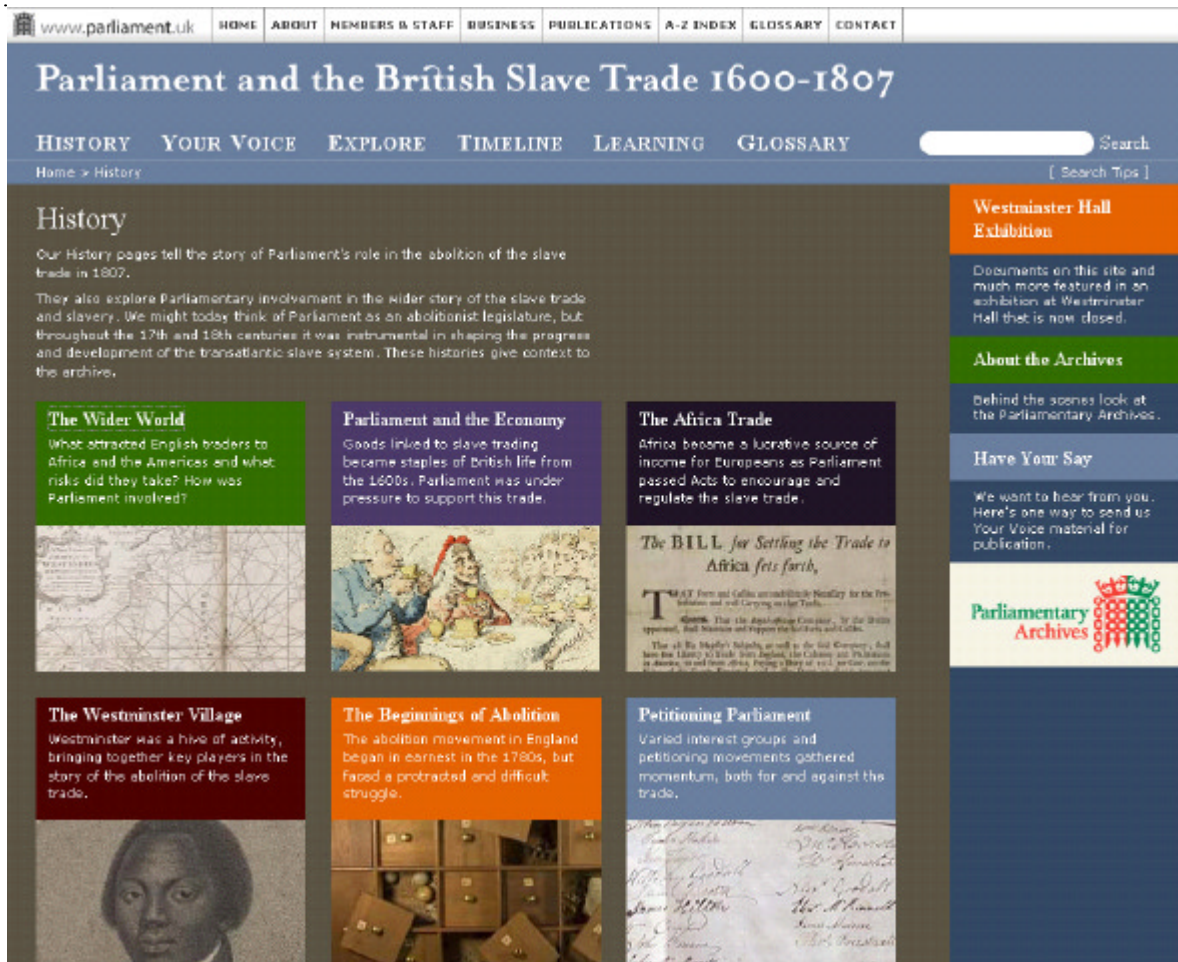 www.parliament.uk HOME ABOUT MEMBERS & STAFF BUSINESS PUBLICATIONS A-Z INDEX GLOSSARY CONTACT
Parliament and the British Slave Trade 1600-1807
HISTORY YOUR VOICE EXPLORE TIMELINE LEARNING GLOSSARY Search
Home > History [ Search Tips ]
History
Our History pages tell the story of Parliament's role in the abolition of the slave
trade in 1807.
They also explore Parliamentary involvement in the wider story of the slave trade
and slavery. We might today think of Parliament as an abolitionist legislature, but
throughout the 17th and 18th centuries it was instrumental in shaping the progress
and development of the transatlantic slave system. These histories give context to
the archive.
The Wider World
What attracted English traders to
Africa and the Americas and what
risks did they take? How was
Parliament involved?
Parliament and the Economy
Goods linked to slave trading
became staples of British life from
the 1600s. Parliament was under
pressure to support this trade.
The Africa Trade
Africa became a lucrative source of
income for Europeans as Parliament
passed Acts to encourage and
regulate the slave trade.
The BILL for Settling the Trade to
Africa sets forth,
The Westminster Village
Westminster was a hive of activity,
bringing together key players in the
story of the abolition of the slave
trade.
The Beginnings of Abolition
The abolition movement in England
began in earnest in the 1780s, but
faced a protracted and difficult
struggle.
Petitioning Parliament
Varied interest groups and
petitioning movements gathered
momentum, both for and against the
trade.
Westminster Hall
Exhibition
Documents on this site and
much more featured in an
exhibition at Westminster
Hall that is now closed.
About the Archives
Behind the scenes look at
the Parliamentary Archives.
Have Your Say
We want to hear from you.
Here's one way to send us
Your Voice material for
publication.
Parliamentary
Archives